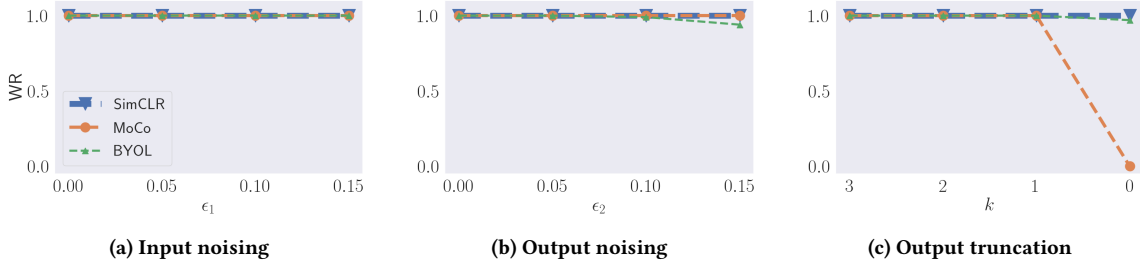 1.0 1.0 1.0
WR
0.5 0.5 0.5
SimCLR
MoCo
BYOL
0.0 0.0 0.0
0.00 0.05 0.10 0.15 0.00 0.05 0.10 0.15 3 2 1 0
ϵ₁ ϵ₂ k
(a) Input noising (b) Output noising (c) Output truncation